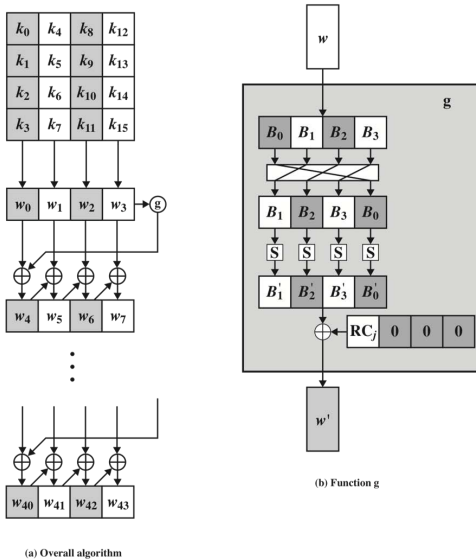 k0 k4 k8 k12
k1 k5 k9 k13
k2 k6 k10 k14
k3 k7 k11 k15
w0 w1 w2 w3 g
w4 w5 w6 w7
w40 w41 w42 w43
(a) Overall algorithm
w
g
B0 B1 B2 B3
B1 B2 B3 B0
S S S S
B'1 B'2 B'3 B'0
RCj 0 0 0
w'
(b) Function g